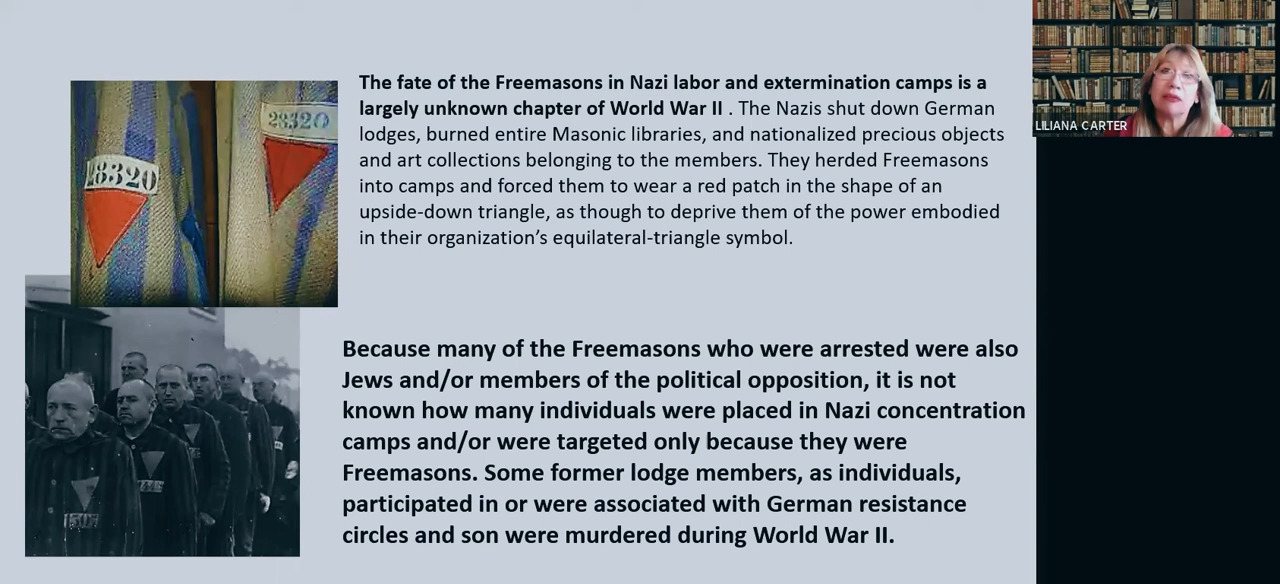 The fate of the Freemasons in Nazi labor and extermination camps is a
largely unknown chapter of World War II . The Nazis shut down German
lodges, burned entire Masonic libraries, and nationalized precious objects
and art collections belonging to the members. They herded Freemasons
into camps and forced them to wear a red patch in the shape of an
upside-down triangle, as though to deprive them of the power embodied
in their organization’s equilateral-triangle symbol.
28320
28320
Because many of the Freemasons who were arrested were also
Jews and/or members of the political opposition, it is not
known how many individuals were placed in Nazi concentration
camps and/or were targeted only because they were
Freemasons. Some former lodge members, as individuals,
participated in or were associated with German resistance
circles and son were murdered during World War II.
LILIANA CARTER